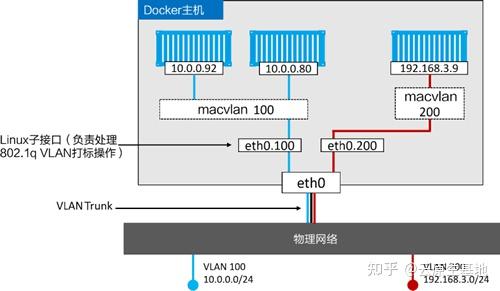 Docker主机
10.0.0.92
10.0.0.80
192.168.3.9
macvlan 100
macvlan
200
Linux子接口（负责处理
802.1q VLAN打标操作）
eth0.100
eth0.200
eth0
VLAN Trunk
物理网络
VLAN 100
10.0.0.0/24
VLAN 200
192.168.3.0/24
知乎